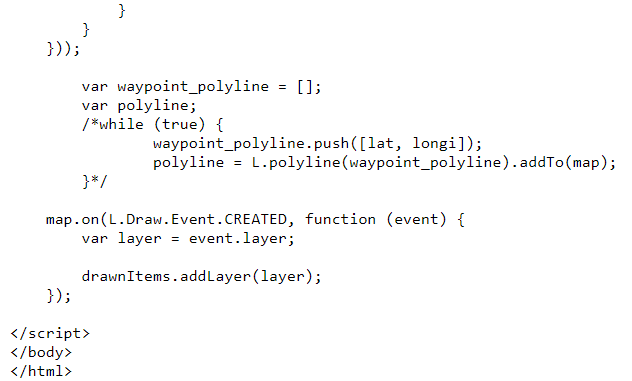 }
        }
    }));

        var waypoint_polyline = [];
        var polyline;
        /*while (true) {
                waypoint_polyline.push([lat, longi]);
                polyline = L.polyline(waypoint_polyline).addTo(map);
        }*/

    map.on(L.Draw.Event.CREATED, function (event) {
        var layer = event.layer;

        drawnItems.addLayer(layer);
    });

</script>
</body>
</html>